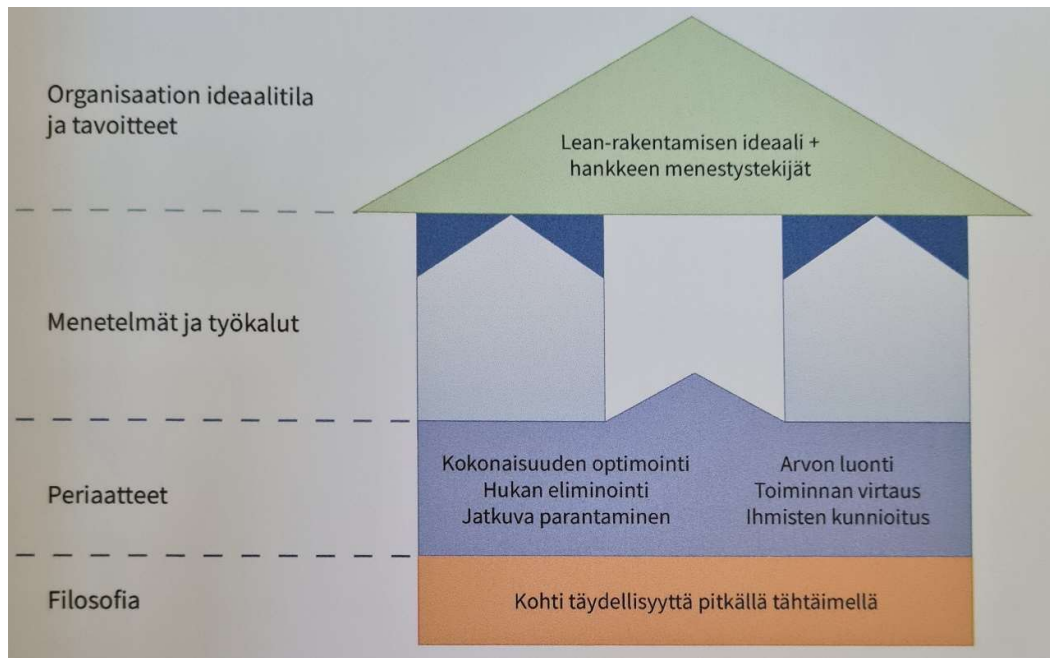 Organisaation ideaalitila
ja tavoitteet
Lean-rakentamisen ideaali +
hankkeen menestystekijät
Menetelmät ja työkalut
Periaatteet
Kokonaisuuden optimointi
Hukan eliminointi
Jatkuva parantaminen
Arvon luonti
Toiminnan virtaus
Ihmisten kunnioitus
Filosofia
Kohti täydellisyyttä pitkällä tähtäimellä